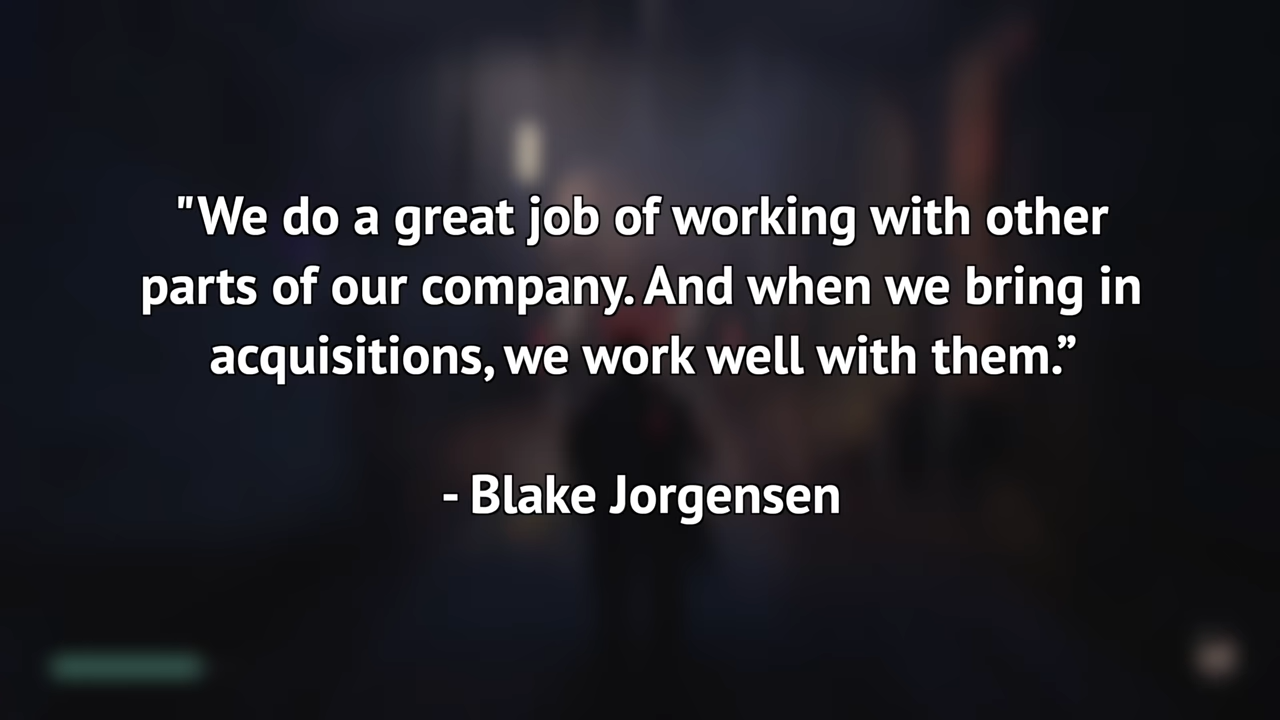 "We do a great job of working with other
parts of our company. And when we bring in
acquisitions, we work well with them.”
- Blake Jorgensen